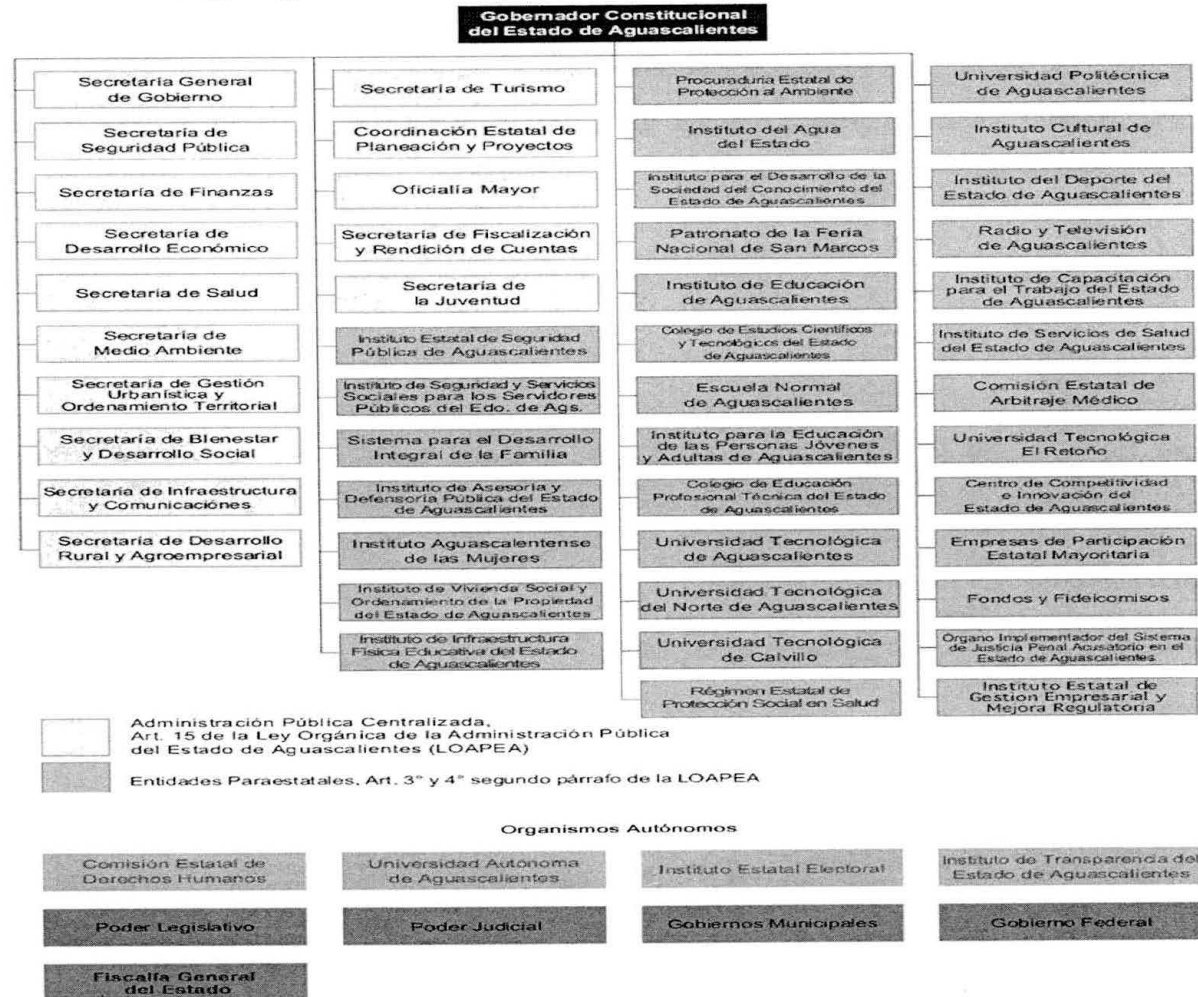 Gobernador Constitucional
del Estado de Aguascalientes
Secretaría General
de Gobierno
Secretaría de
Seguridad Pública
Secretaría de Finanzas
Secretaría de
Desarrollo Económico
Secretaría de Salud
Secretaría de
Medio Ambiente
Secretaría de Gestión
Urbanística y
Ordenamiento Territorial
Secretaría de BIenestar
y Desarrollo Social
Secretaría de Infraestructura
y Comunicaciónes
Secretaría de Desarrollo
Rural y Agroempresarial
Secretaría de Turismo
Coordinación Estatal de
Planeación y Proyectos
Oficialía Mayor
Secretaría de Fiscalización
y Rendición de Cuentas
Secretaría de
la Juventud
Instituto Estatal de Seguridad
Pública de Aguascalientes
Instituto de Seguridad y Servicios
Sociales para los Servidores
Públicos del Edo. de Ags.
Sistema para el Desarrollo
Integral de la Familia
Instituto de Asesoría y
Defensoría Pública del Estado
de Aguascalientes
Instituto Aguascalentense
de las Mujeres
Instituto de Vivienda Social y
Ordenamiento de la Propiedad
del Estado de Aguascalientes
Instituto de Infraestructura
Física Educativa del Estado
de Aguascalientes
Procuraduría Estatal de
Protección al Ambiente
Instituto del Agua
del Estado
Instituto para el Desarrollo de la
Sociedad del Conocimiento del
Estado de Aguascalientes
Patronato de la Feria
Nacional de San Marcos
Instituto de Educación
de Aguascalientes
Colegio de Estudios Científicos
y Tecnológicos del Estado
de Aguascalientes
Escuela Normal
de Aguascalientes
Instituto para la Educación
de las Personas Jóvenes
y Adultas de Aguascalientes
Colegio de Educación
Profesional Técnica del Estado
de Aguascalientes
Universidad Tecnológica
de Aguascalientes
Universidad Tecnológica
del Norte de Aguascalientes
Universidad Tecnológica
de Calvillo
Régimen Estatal de
Protección Social en Salud
Universidad Politécnica
de Aguascalientes
Instituto Cultural de
Aguascalientes
Instituto del Deporte del
Estado de Aguascalientes
Radio y Televisión
de Aguascalientes
Instituto de Capacitación
para el Trabajo del Estado
de Aguascalientes
Instituto de Servicios de Salud
del Estado de Aguascalientes
Comisión Estatal de
Arbitraje Médico
Universidad Tecnológica
El Retoño
Centro de Competitividad
e Innovación del
Estado de Aguascalientes
Empresas de Participación
Estatal Mayoritaria
Fondos y Fideicomisos
Órgano Implementador del Sistema
de Justicia Penal Acusatorio en el
Estado de Aguascalientes
Instituto Estatal de
Gestion Empresarial y
Mejora Regulatoria
Administración Pública Centralizada,
Art. 15 de la Ley Orgánica de la Administración Pública
del Estado de Aguascalientes (LOAPEA)
Entidades Paraestatales, Art. 3° y 4° segundo párrafo de la LOAPEA
Organismos Autónomos
Comisión Estatal de
Derechos Humanos
Universidad Autónoma
de Aguascalientes
Instituto Estatal Electoral
Instituto de Transparencia del
Estado de Aguascalientes
Poder Legislativo
Poder Judicial
Gobiernos Municipales
Gobierno Federal
Fiscalía General
del Estado